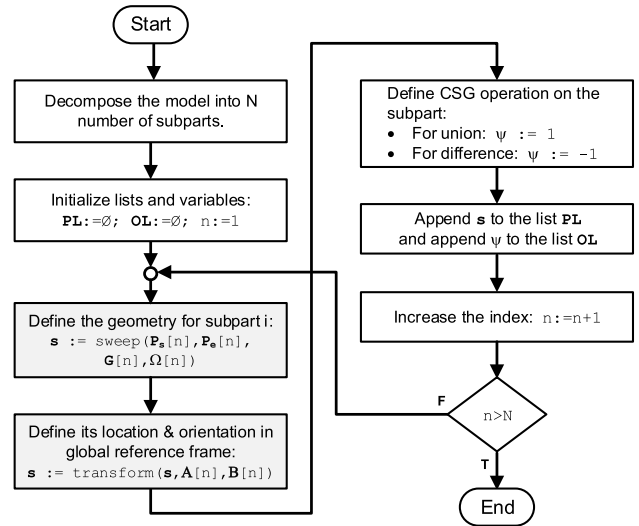 Start
Decompose the model into N
number of subparts.
Initialize lists and variables:
PL:=∅; OL:=∅; n:=1
Define the geometry for subpart i:
s := sweep(Ps[n],Pe[n],
G[n],Ω[n])
Define its location & orientation in
global reference frame:
s := transform(s,A[n],B[n])
Define CSG operation on the
subpart:
• For union: ψ := 1
• For difference: ψ := -1
Append s to the list PL
and append ψ to the list OL
Increase the index: n:=n+1
F
n>N
T
End